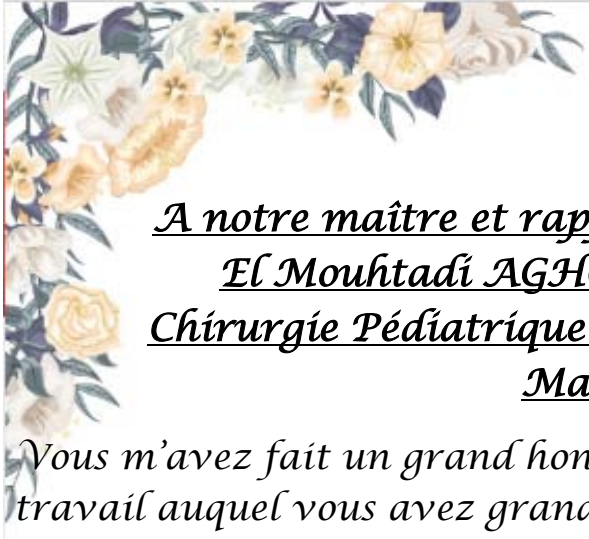 A notre maître et rap
El Mouhtadi AGH
Chirurgie Pédiatrique
Ma
Vous m'avez fait un grand hon
travail auquel vous avez grand